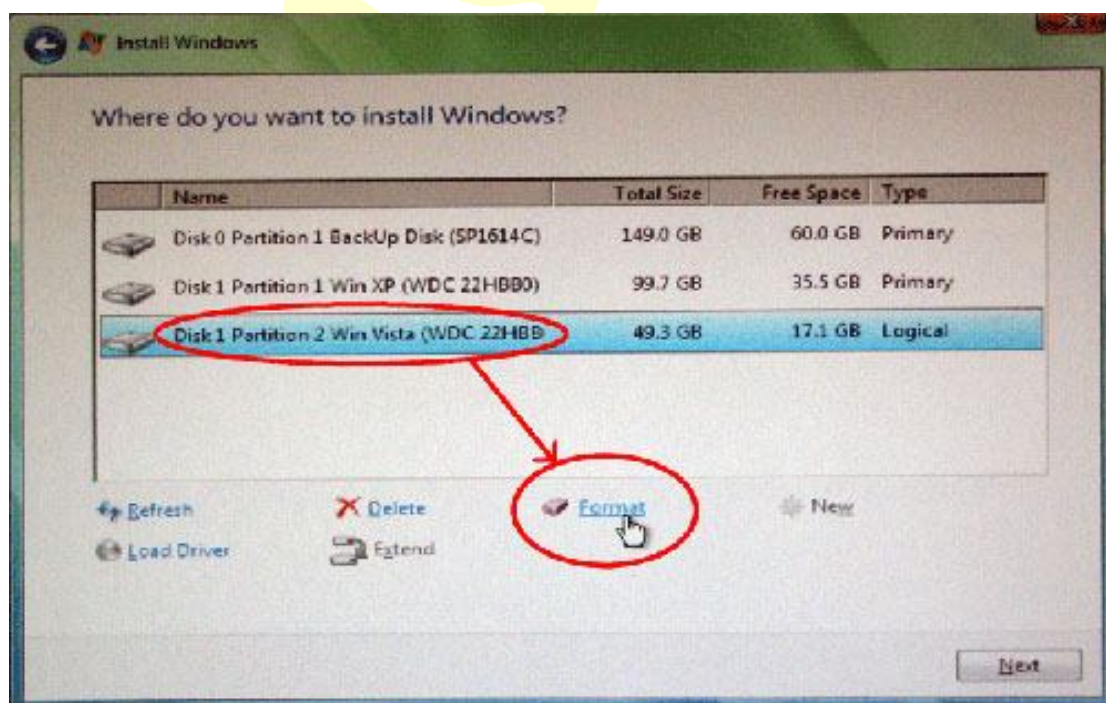 Install Windows
Where do you want to install Windows?
Name Total Size Free Space Type
Disk 0 Partition 1 BackUp Disk (SP1614C) 149.0 GB 60.0 GB Primary
Disk 1 Partition 1 Win XP (WDC 22HBB0) 99.7 GB 35.5 GB Primary
Disk 1 Partition 2 Win Vista (WDC 22HBB 49.3 GB 17.1 GB Logical
Refresh Delete Format New
Load Driver Extend
Next